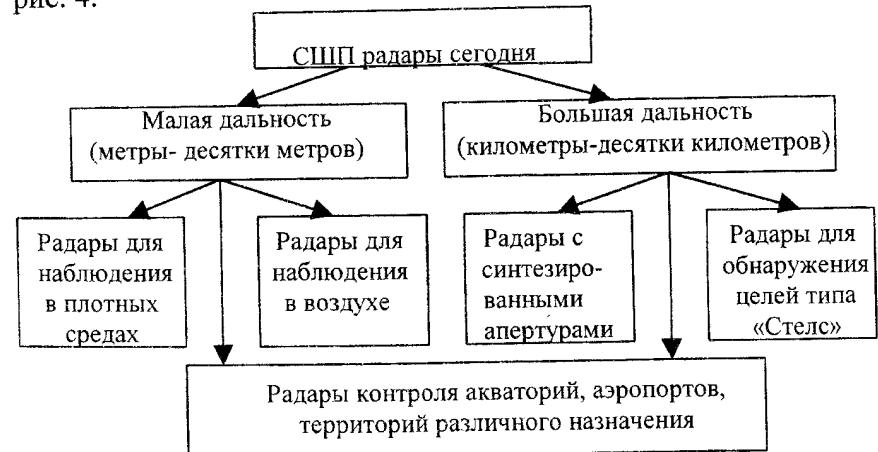 рис. 4.
СШП радары сегодня
Малая дальность
(метры- десятки метров)
Большая дальность
(километры-десятки километров)
Радары для
наблюдения
в плотных
средах
Радары для
наблюдения
в воздухе
Радары с
синтезиро-
ванными
апертурами
Радары для
обнаружения
целей типа
«Стелс»
Радары контроля акваторий, аэропортов,
территорий различного назначения